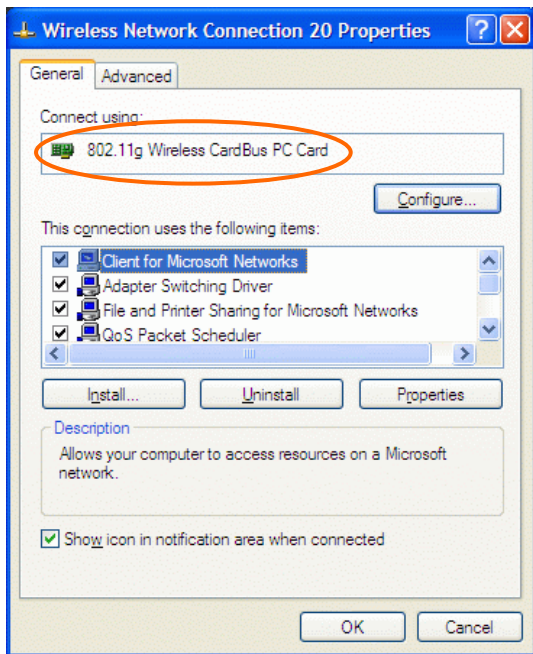 Wireless Network Connection 20 Properties
General
Advanced
Connect using:
802.11g Wireless CardBus PC Card
Configure...
This connection uses the following items:
Client for Microsoft Networks
Adapter Switching Driver
File and Printer Sharing for Microsoft Networks
QoS Packet Scheduler
Install...
Uninstall
Properties
Description
Allows your computer to access resources on a Microsoft
network.
Show icon in notification area when connected
OK
Cancel